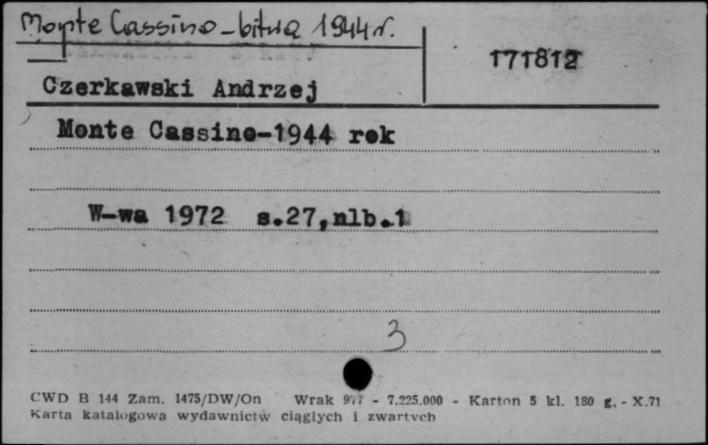 Monte Cassino - bitwa 1944 r.
171812
Czerkawski Andrzej
Monte Cassino-1944 rok
W-wa 1972 s.27,nlb.1
3
CWD B 144 Zam. 1475/DW/On Wrak 977 - 7.225.000 - Karton 5 kl. 180 g. - X.71
Karta katalogowa wydawnictw ciągłych i zwartych